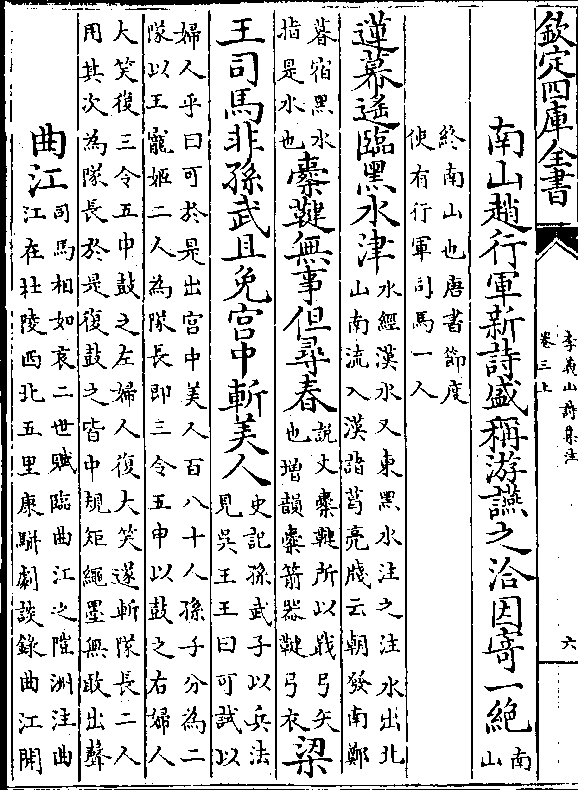 欽定四庫全書
李義山詩集注
卷三上
六
南山趙行軍新詩盛稱游讌之洽因寄一絶 南
山
終南山也唐書節度
使有行軍司馬一人
蓮幕遙臨黑水津 水經漢水又東黑水注之注水出北
山南流入漢諸葛亮牋云朝發南鄭
暮宿黑水
指是水也
櫜鞬無事但尋春 說文櫜鞬所以戢弓矢
也增韻櫜箭器鞬弓衣
梁
王司馬非孫武且免宫中斬美人 史記孫武子以兵法
見吳王王曰可試以
婦人乎曰可於是出宫中美人百八十人孫子分為二
隊以王寵姬二人為隊長即三令五申以鼓之右婦人
大笑復三令五申鼓之左婦人復大笑遂斬隊長二人
用其次為隊長於是復鼓之皆中規矩繩墨無敢出聲
曲江 司馬相如哀二世賦臨曲江之隑洲注曲
江在杜陵西北五里康駢劇談錄曲江開